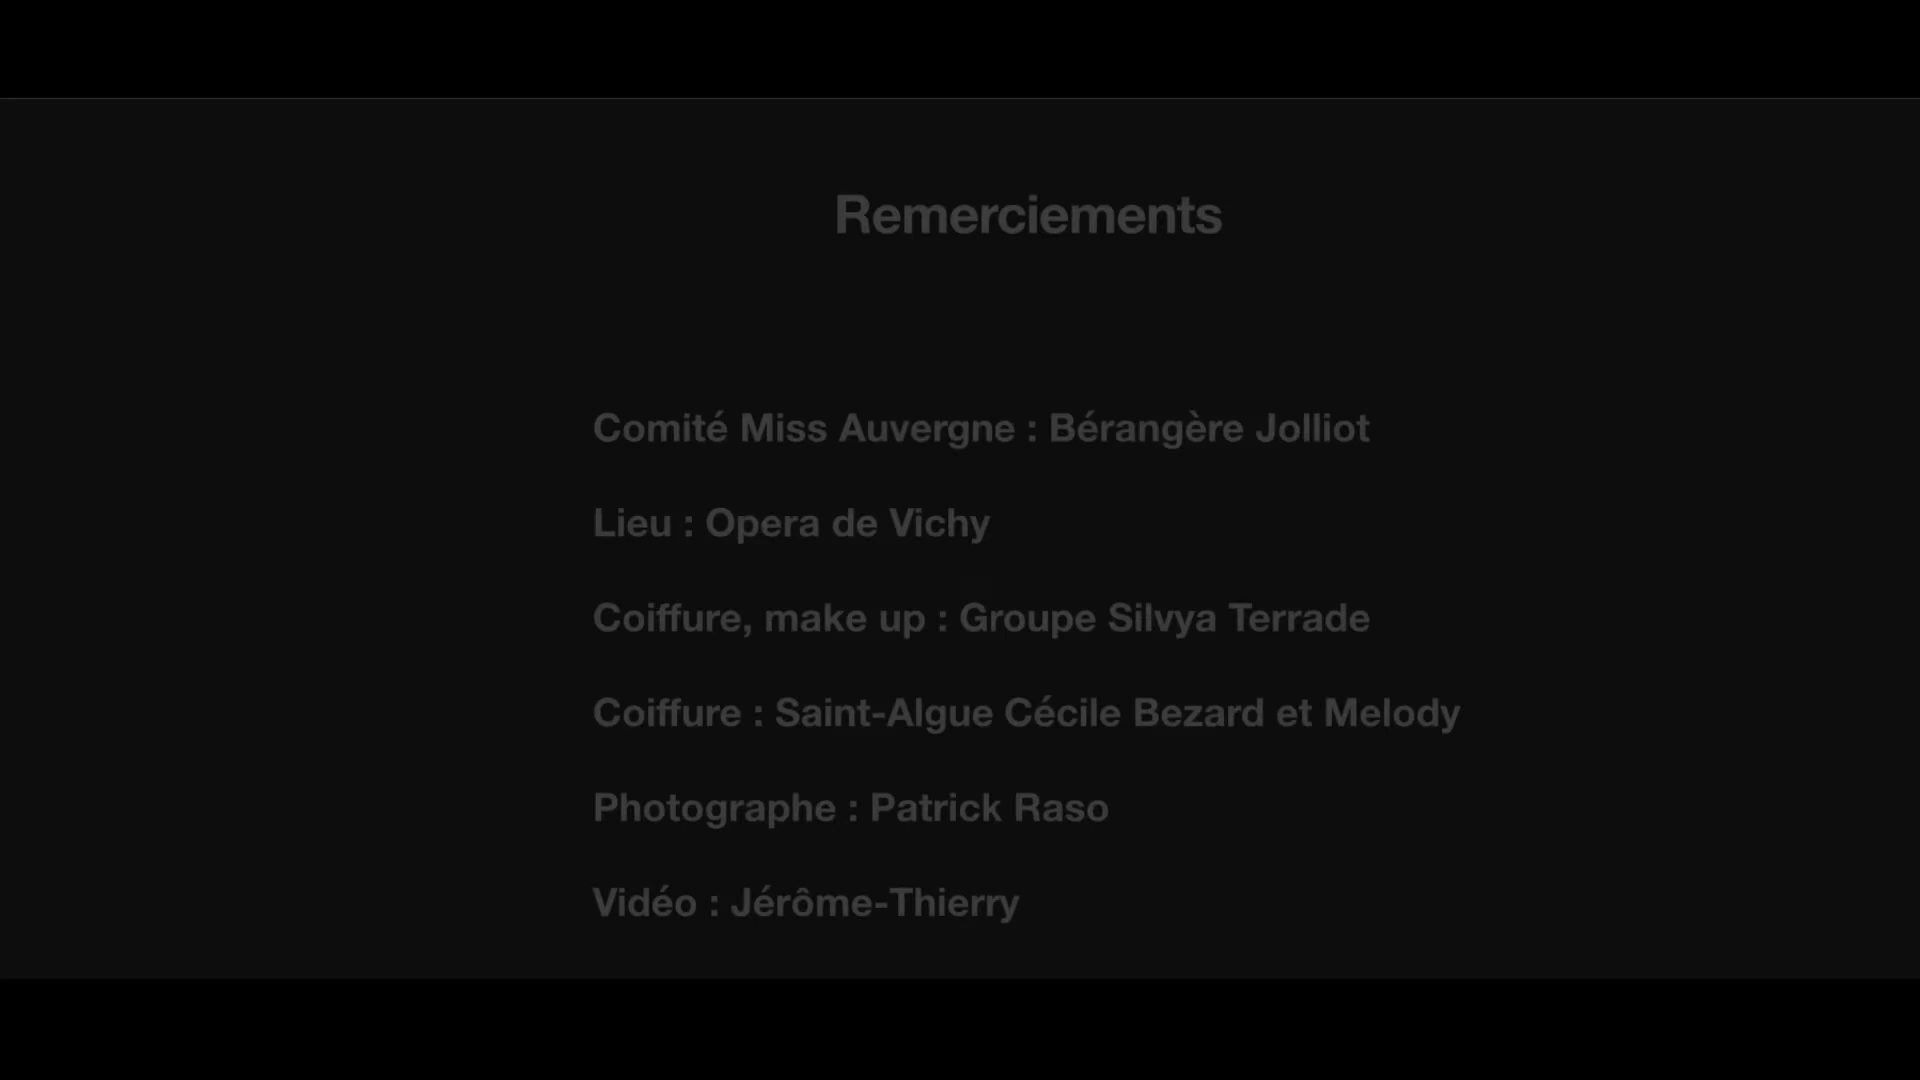 Remerciements
Comité Miss Auvergne : Bérangère Jolliot
Lieu : Opera de Vichy
Coiffure, make up : Groupe Silvya Terrade
Coiffure : Saint-Algue Cécile Bezard et Melody
Photographe : Patrick Raso
Vidéo : Jérôme-Thierry